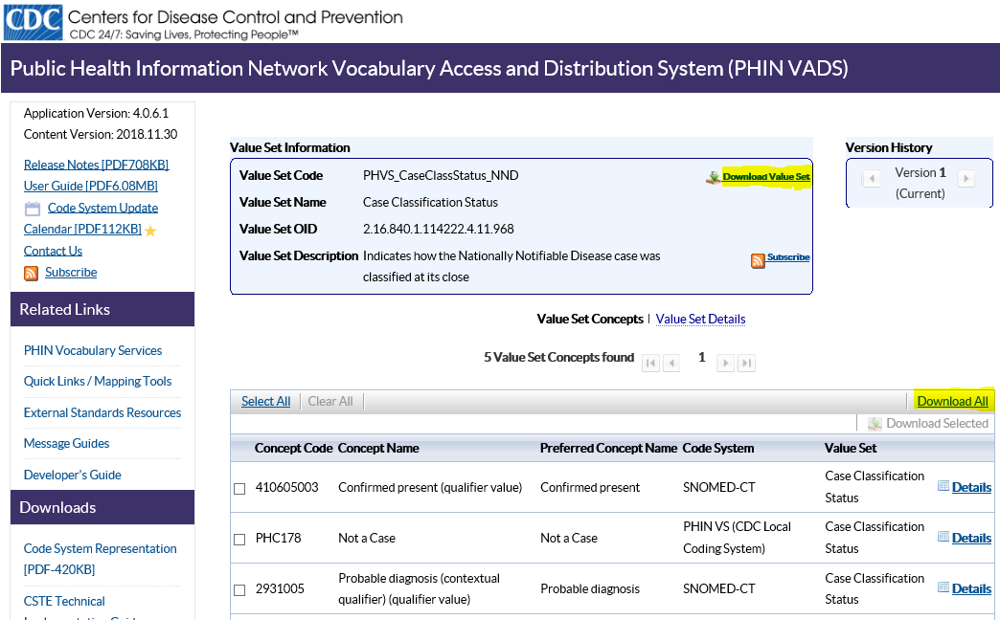 CDC
Centers for Disease Control and Prevention
CDC 24/7: Saving Lives, Protecting People™
Public Health Information Network Vocabulary Access and Distribution System (PHIN VADS)
Application Version: 4.0.6.1
Content Version: 2018.11.30
Release Notes [PDF708KB]
User Guide [PDF6.08MB]
Code System Update
Calendar [PDF112KB]
Contact Us
Subscribe
Related Links
PHIN Vocabulary Services
Quick Links / Mapping Tools
External Standards Resources
Message Guides
Developer's Guide
Downloads
Code System Representation
[PDF-420KB]
CSTE Technical
Value Set Information
Value Set Code PHVS_CaseClassStatus_NND Download Value Set
Value Set Name Case Classification Status
Value Set OID 2.16.840.1.114222.4.11.968
Value Set Description Indicates how the Nationally Notifiable Disease case was
classified at its close
Subscribe
Version History
Version 1
(Current)
Value Set Concepts | Value Set Details
5 Value Set Concepts found 1
Select All Clear All Download All
Download Selected
Concept Code Concept Name Preferred Concept Name Code System Value Set
410605003 Confirmed present (qualifier value) Confirmed present SNOMED-CT Case Classification
Status Details
PHC178 Not a Case Not a Case PHIN VS (CDC Local
Coding System) Case Classification
Status Details
2931005 Probable diagnosis (contextual
qualifier) (qualifier value) Probable diagnosis SNOMED-CT Case Classification
Status Details